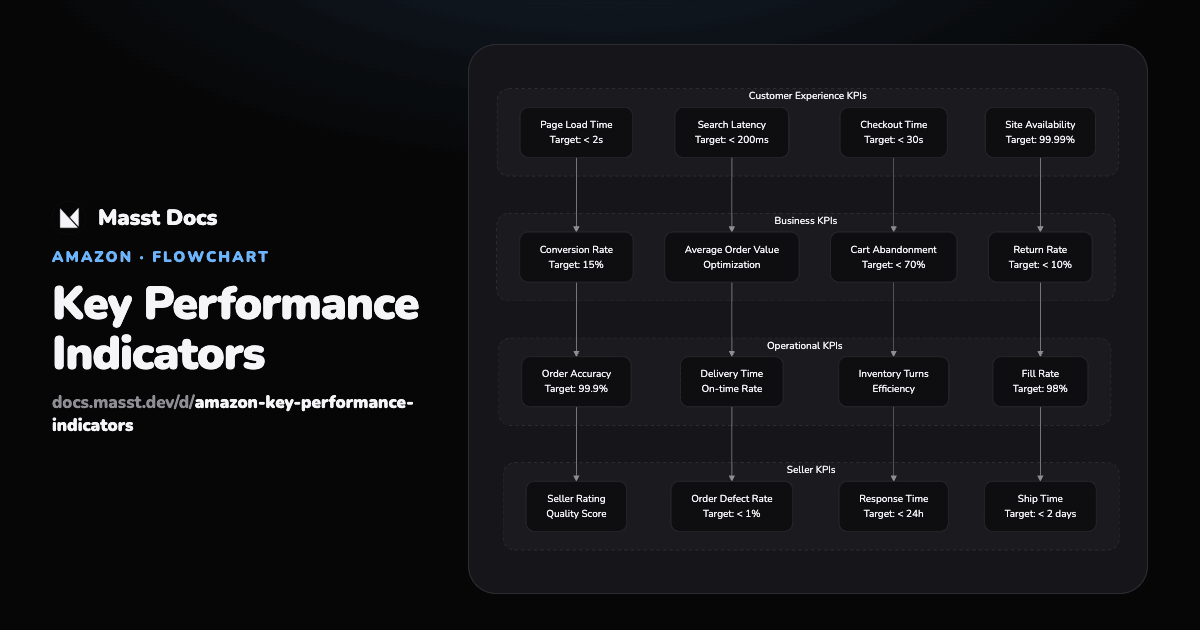 Masst Docs
AMAZON · FLOWCHART
Key Performance
Indicators
docs.masst.dev/d/amazon-key-performance-
indicators
Customer Experience KPIs
Page Load Time
Target: < 2s
Search Latency
Target: < 200ms
Checkout Time
Target: < 30s
Site Availability
Target: 99.99%
Business KPIs
Conversion Rate
Target: 15%
Average Order Value
Optimization
Cart Abandonment
Target: < 70%
Return Rate
Target: < 10%
Operational KPIs
Order Accuracy
Target: 99.9%
Delivery Time
On-time Rate
Inventory Turns
Efficiency
Fill Rate
Target: 98%
Seller KPIs
Seller Rating
Quality Score
Order Defect Rate
Target: < 1%
Response Time
Target: < 24h
Ship Time
Target: < 2 days